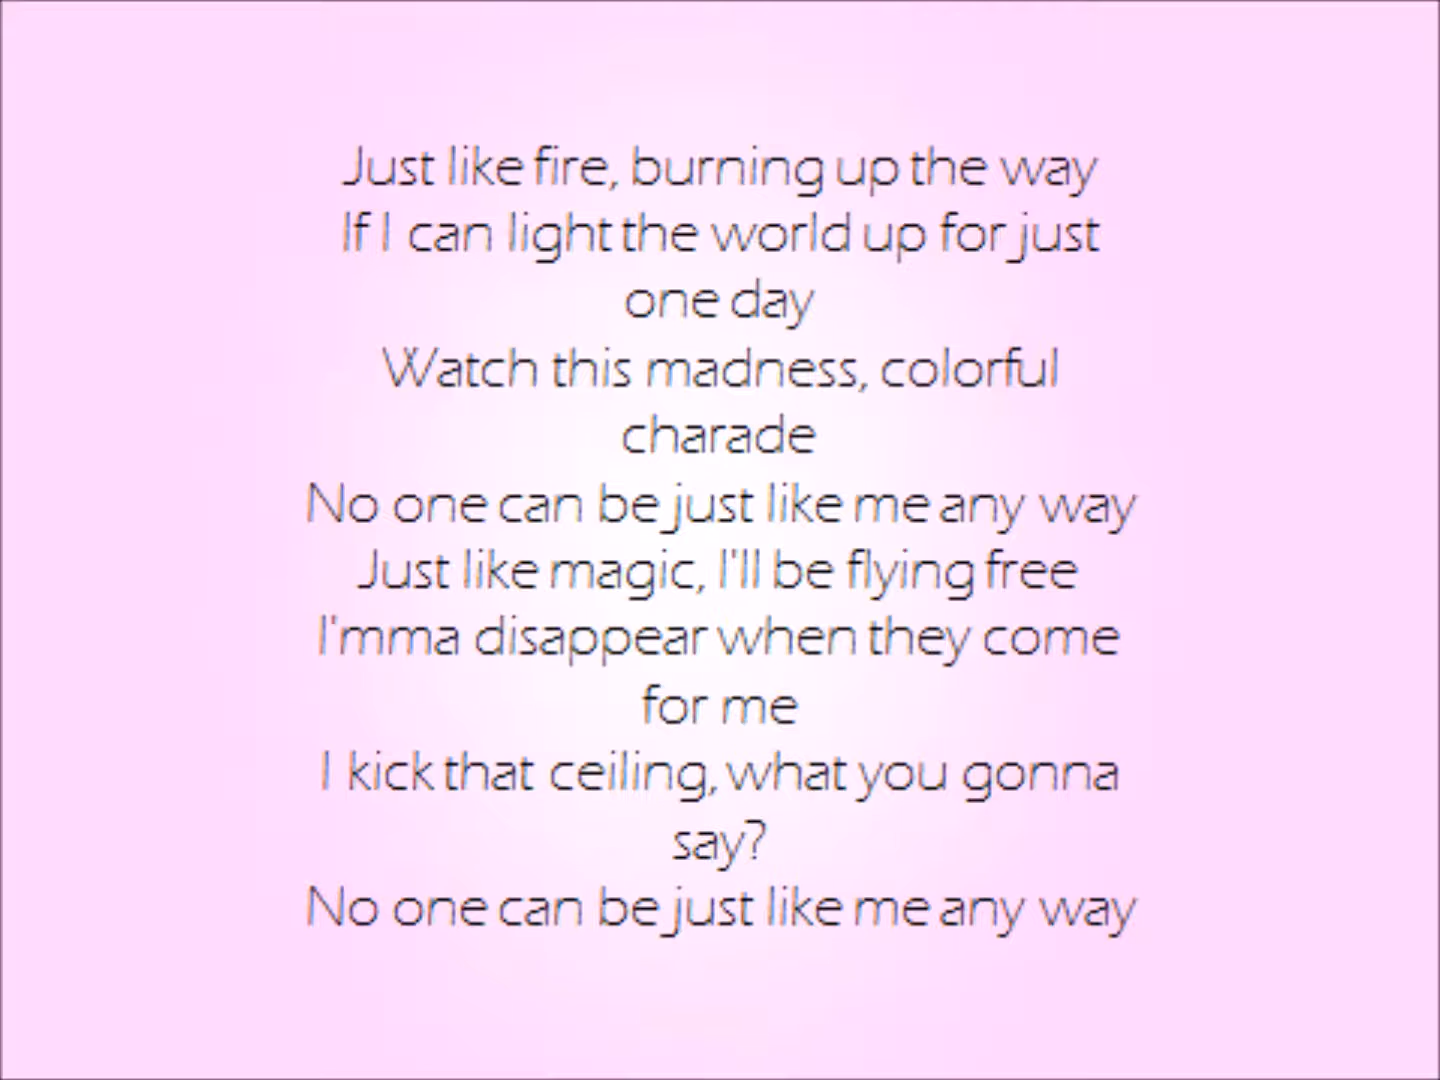 Just like fire, burning up the way
If I can light the world up for just
one day
Watch this madness, colorful
charade
No one can be just like me any way
Just like magic, I'll be flying free
I'mma disappear when they come
for me
I kick that ceiling, what you gonna
say?
No one can be just like me any way